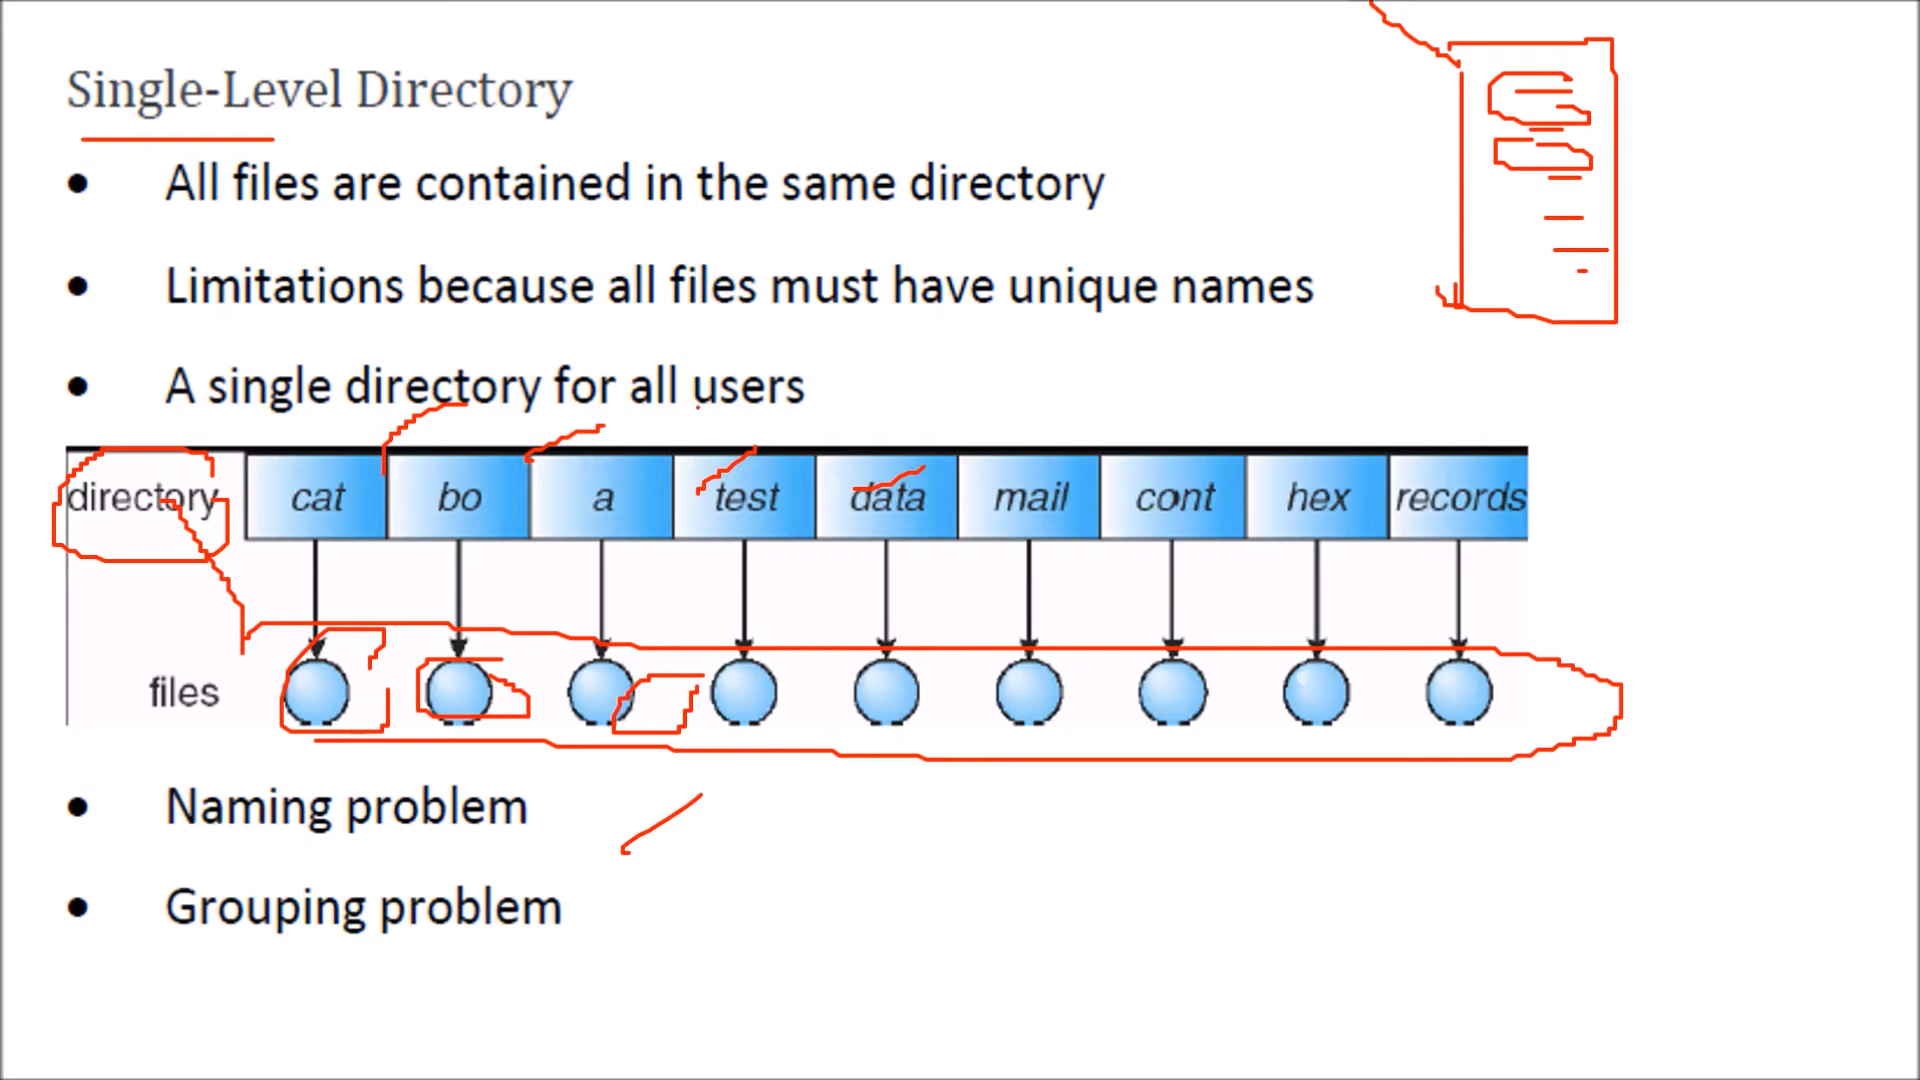 Single-Level Directory
• All files are contained in the same directory
• Limitations because all files must have unique names
• A single directory for all users
directory cat bo a test data mail cont hex records
files
• Naming problem
• Grouping problem